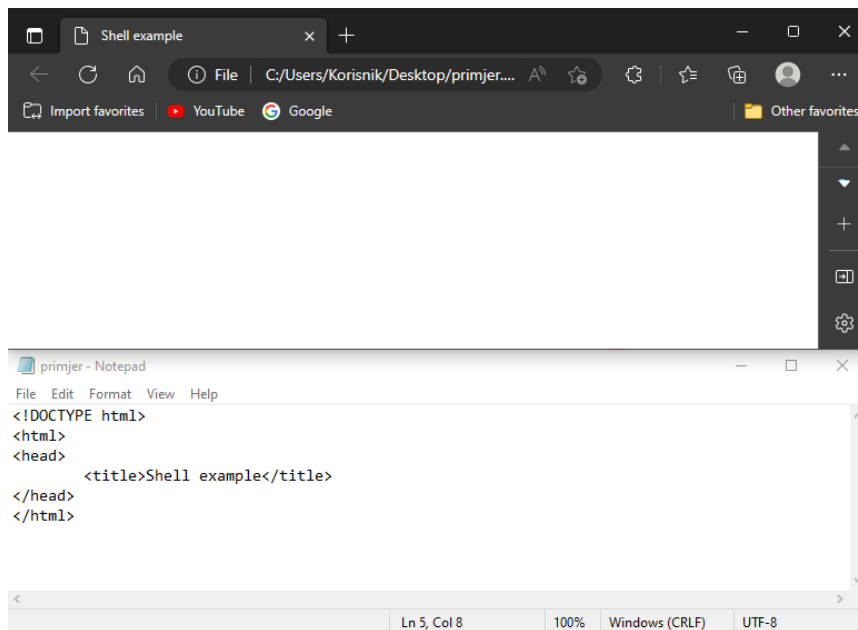 Shell example
File C:/Users/Korisnik/Desktop/primjer....
Import favorites YouTube Google Other favorites
primjer - Notepad
File Edit Format View Help
<!DOCTYPE html>
<html>
<head>
<title>Shell example</title>
</head>
</html>
Ln 5, Col 8 100% Windows (CRLF) UTF-8